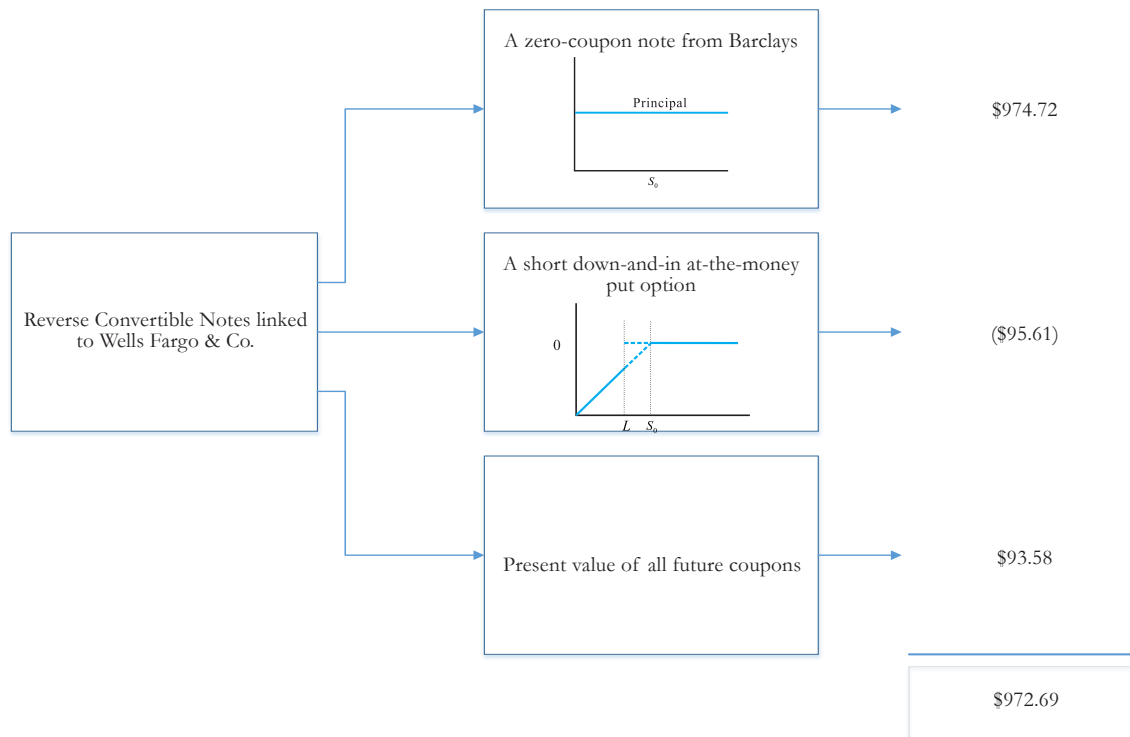 A zero-coupon note from Barclays
Principal
S₀
$974.72
Reverse Convertible Notes linked
to Wells Fargo & Co.
A short down-and-in at-the-money
put option
0
L S₀
($95.61)
Present value of all future coupons
$93.58
$972.69